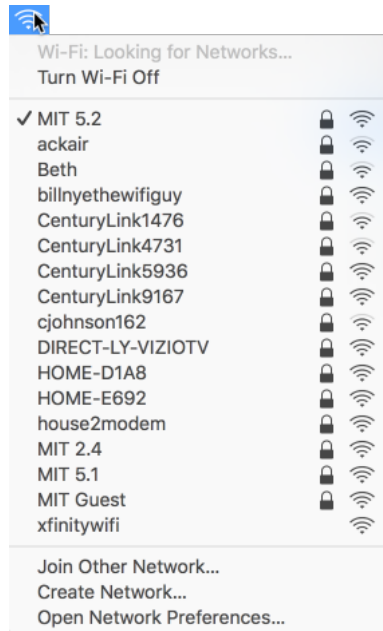 Wi-Fi: Looking for Networks...
Turn Wi-Fi Off
✓ MIT 5.2
ackair
Beth
billnyethewifiguy
CenturyLink1476
CenturyLink4731
CenturyLink5936
CenturyLink9167
cjohnson162
DIRECT-LY-VIZIOTV
HOME-D1A8
HOME-E692
house2modem
MIT 2.4
MIT 5.1
MIT Guest
xfinitywifi
Join Other Network...
Create Network...
Open Network Preferences...